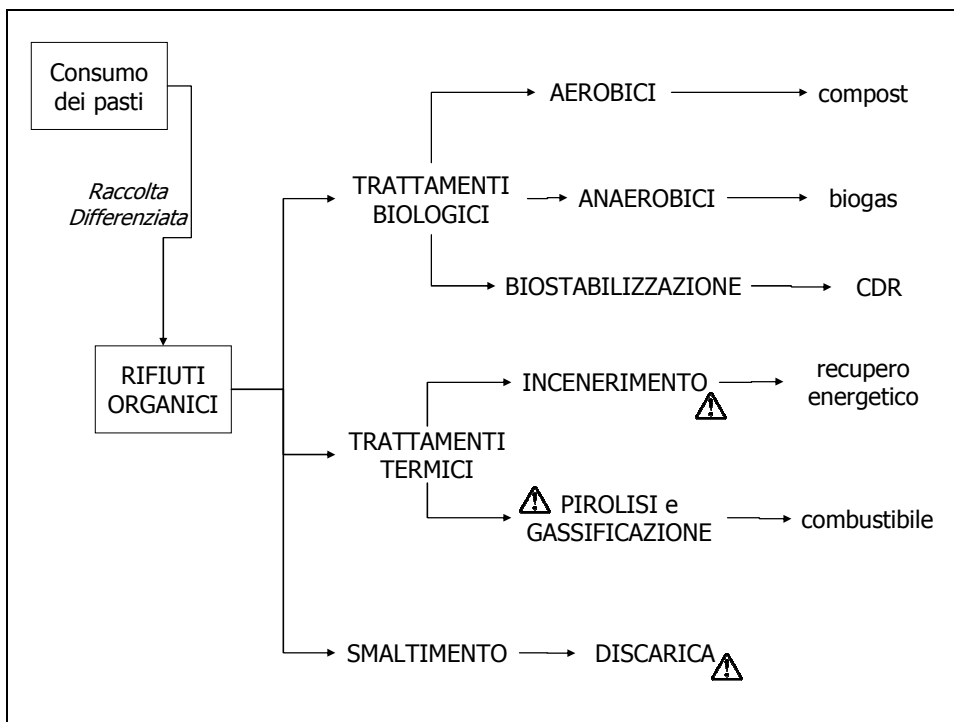 Consumo
dei pasti
Raccolta
Differenziata
RIFIUTI
ORGANICI
TRATTAMENTI
BIOLOGICI
AEROBICI
compost
ANAEROBICI
biogas
BIOSTABILIZZAZIONE
CDR
TRATTAMENTI
TERMICI
INCENERIMENTO
recupero
energetico
PIROLISI e
GASSIFICAZIONE
combustibile
SMALTIMENTO
DISCARICA